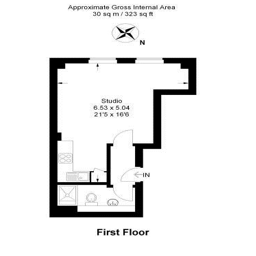 Approximate Gross Internal Area
30 sq m / 323 sq ft
N
Studio
6.53 x 5.04
21'5 x 16'6
IN
First Floor